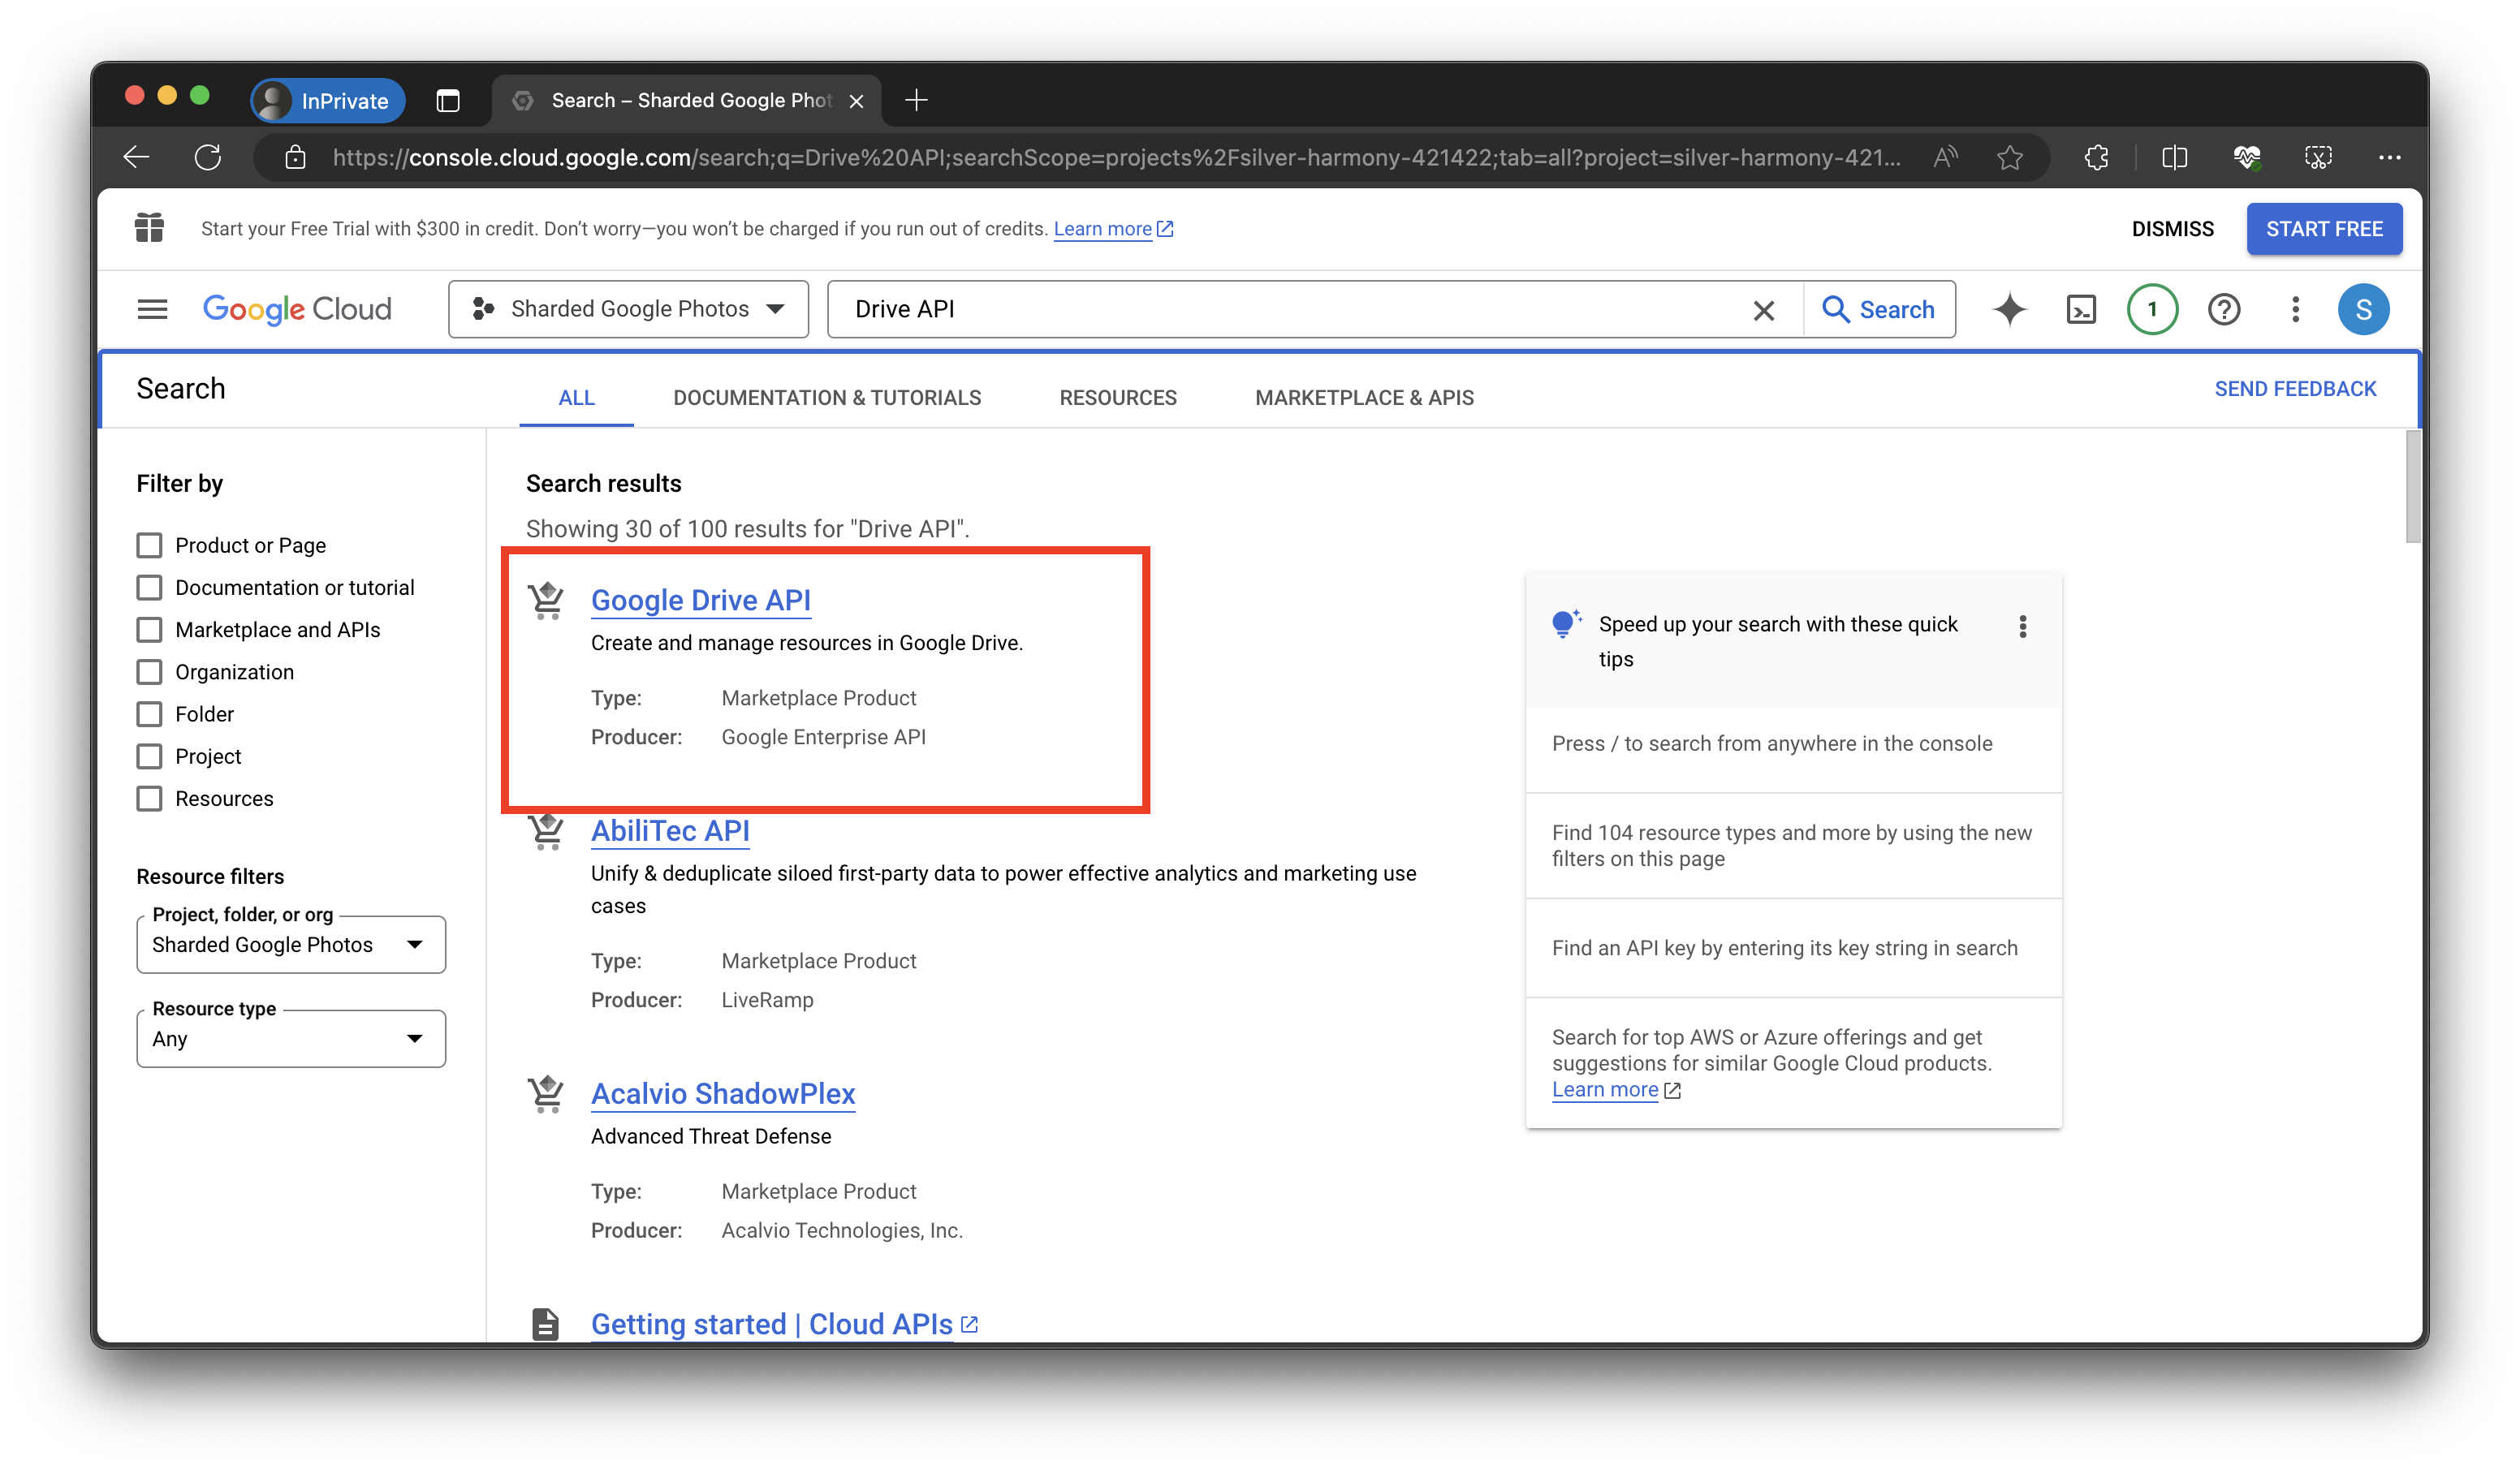 InPrivate
Search – Sharded Google Phot
https://console.cloud.google.com/search;q=Drive%20API;searchScope=projects%2Fsilver-harmony-421422;tab=all?project=silver-harmony-421...
Start your Free Trial with $300 in credit. Don’t worry—you won’t be charged if you run out of credits. Learn more
DISMISS
START FREE
Google Cloud
Sharded Google Photos
Drive API
Search
1
S
Search
ALL
DOCUMENTATION & TUTORIALS
RESOURCES
MARKETPLACE & APIS
SEND FEEDBACK
Filter by
Product or Page
Documentation or tutorial
Marketplace and APIs
Organization
Folder
Project
Resources
Resource filters
Project, folder, or org
Sharded Google Photos
Resource type
Any
Search results
Showing 30 of 100 results for "Drive API".
Google Drive API
Create and manage resources in Google Drive.
Type: Marketplace Product
Producer: Google Enterprise API
AbiliTec API
Unify & deduplicate siloed first-party data to power effective analytics and marketing use
cases
Type: Marketplace Product
Producer: LiveRamp
Acalvio ShadowPlex
Advanced Threat Defense
Type: Marketplace Product
Producer: Acalvio Technologies, Inc.
Getting started | Cloud APIs
Speed up your search with these quick
tips
Press / to search from anywhere in the console
Find 104 resource types and more by using the new
filters on this page
Find an API key by entering its key string in search
Search for top AWS or Azure offerings and get
suggestions for similar Google Cloud products.
Learn more